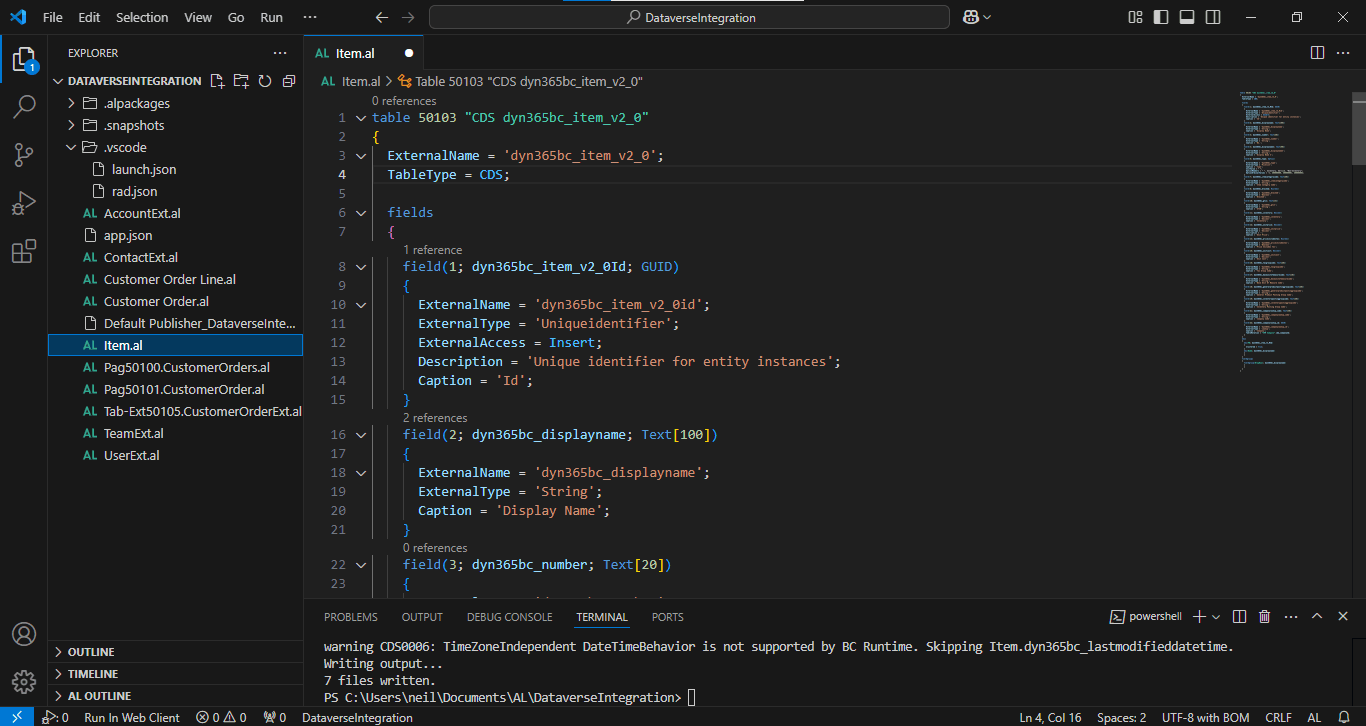 File Edit Selection View Go Run ··· DataverseIntegration
EXPLORER ···
DATAVERSEINTEGRATION
.alpackages
.snapshots
.vscode
launch.json
rad.json
AL AccountExt.al
app.json
AL ContactExt.al
AL Customer Order Line.al
AL Customer Order.al
Default Publisher_DataverseInte...
AL Item.al
AL Pag50100.CustomerOrders.al
AL Pag50101.CustomerOrder.al
AL Tab-Ext50105.CustomerOrderExt.al
AL TeamExt.al
AL UserExt.al
OUTLINE
TIMELINE
AL OUTLINE
1
AL Item.al
AL Item.al > Table 50103 "CDS dyn365bc_item_v2_0"
0 references
1 table 50103 "CDS dyn365bc_item_v2_0"
2 {
3 ExternalName = 'dyn365bc_item_v2_0';
4 TableType = CDS;
5
6 fields
7 {
1 reference
8 field(1; dyn365bc_item_v2_0Id; GUID)
9 {
10 ExternalName = 'dyn365bc_item_v2_0id';
11 ExternalType = 'Uniqueidentifier';
12 ExternalAccess = Insert;
13 Description = 'Unique identifier for entity instances';
14 Caption = 'Id';
15 }
2 references
16 field(2; dyn365bc_displayname; Text[100])
17 {
18 ExternalName = 'dyn365bc_displayname';
19 ExternalType = 'String';
20 Caption = 'Display Name';
21 }
0 references
22 field(3; dyn365bc_number; Text[20])
23 {
PROBLEMS OUTPUT DEBUG CONSOLE TERMINAL PORTS powershell
warning CDS0006: TimeZoneIndependent DateTimeBehavior is not supported by BC Runtime. Skipping Item.dyn365bc_lastmodifieddatetime.
Writing output...
7 files written.
PS C:\Users\neil\Documents\AL\DataverseIntegration>
0 Run In Web Client 0 0 0 DataverseIntegration Ln 4, Col 16 Spaces: 2 UTF-8 with BOM CRLF AL